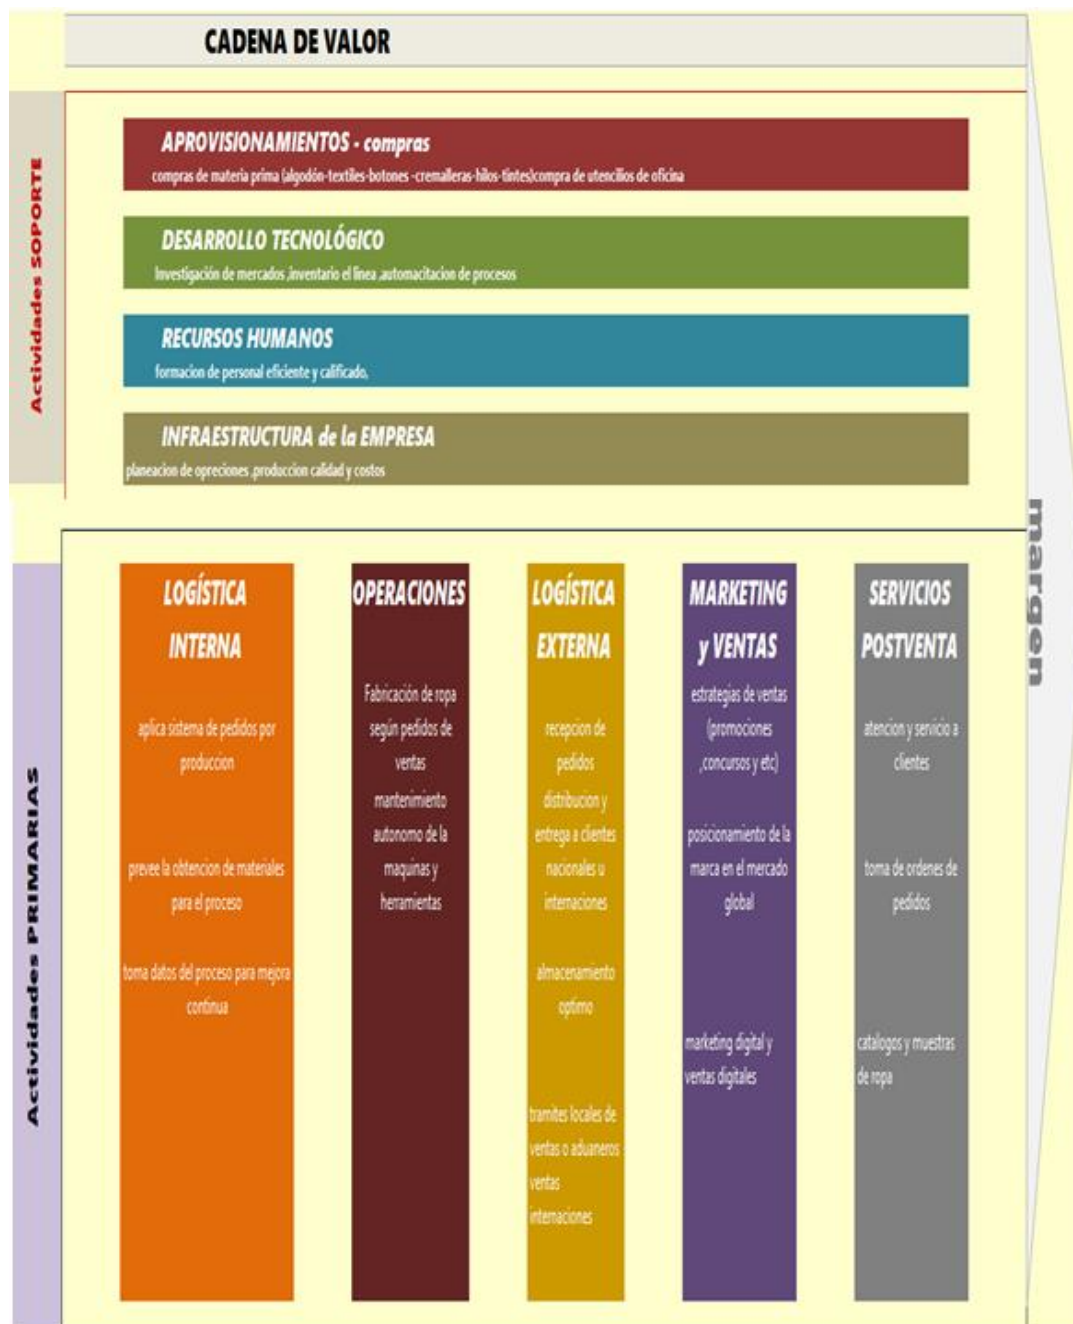 CADENA DE VALOR
Actividades SOPORTE
APROVISIONAMIENTOS - compras
compras de materia prima (algodón-textiles-botones -cremalleras-hilos-tintes)compra de utencilios de oficina
DESARROLLO TECNOLÓGICO
Investigación de mercados ,inventario el linea ,automacitacion de procesos
RECURSOS HUMANOS
formacion de personal eficiente y calificado,
INFRAESTRUCTURA de la EMPRESA
planeacion de opreciones ,produccion calidad y costos
margen
Actividades PRIMARIAS
LOGÍSTICA
INTERNA
aplica sistema de pedidos por
produccion
prevee la obtencion de materiales
para el proceso
toma datos del proceso para mejora
continua
OPERACIONES
Fabricación de ropa
según pedidos de
ventas
mantenimiento
autonomo de la
maquinas y
herramientas
LOGÍSTICA
EXTERNA
recepcion de
pedidos
distribucion y
entrega a clientes
nacionales u
internaciones
almacenamiento
optimo
tramites locales de
ventas o aduaneros
ventas
internaciones
MARKETING
y VENTAS
estrategias de ventas
(promociones
,concursos y etc)
posicionamiento de la
marca en el mercado
global
marketing digital y
ventas digitales
SERVICIOS
POSTVENTA
atencion y servicio a
clientes
toma de ordenes de
pedidos
catalogos y muestras
de ropa